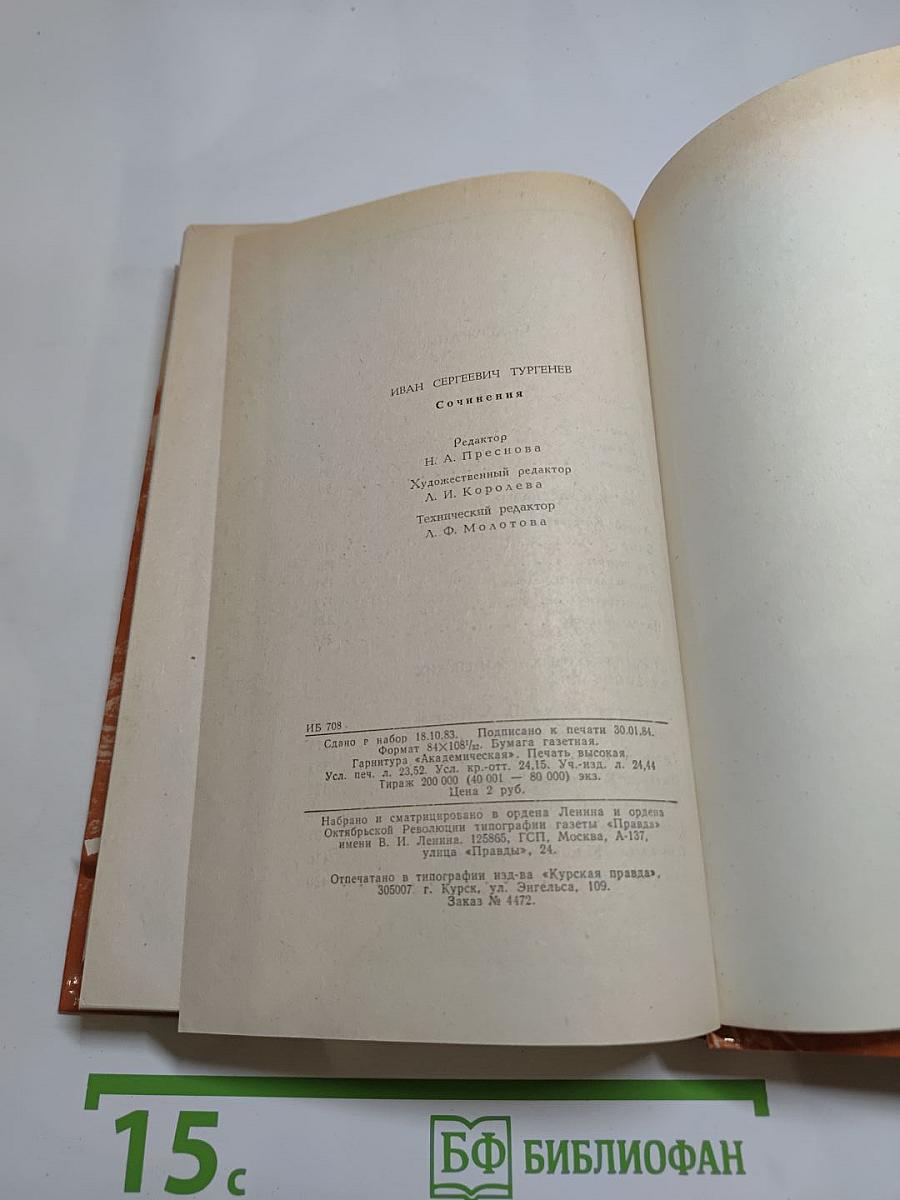 ИВАН СЕРГЕЕВИЧ ТУРГЕНЕВ
Сочинения
Редактор
Н. А. Преснова
Художественный редактор
Л. И. Королева
Технический редактор
Л. Ф. Молотова
ИБ 708
Сдано в набор 18.10.83. Подписано к печати 30.01.84.
Формат 84×108 1/32. Бумага газетная.
Гарнитура «Академическая». Печать высокая.
Усл. печ. л. 23,52. Усл. кр.-отт. 24,15. Уч.-изд. л. 24,44
Тираж 200 000 (40 001 — 80 000) экз.
Цена 2 руб.
Набрано и сматрицировано в ордена Ленина и ордена
Октябрьской Революции типографии газеты «Правда»
имени В. И. Ленина. 125865, ГСП, Москва, А-137,
улица «Правды», 24.
Отпечатано в типографии изд-ва «Курская правда»,
305007 г. Курск, ул. Энгельса, 109.
Заказ № 4472.
15 с
БФ БИБЛИОФАН